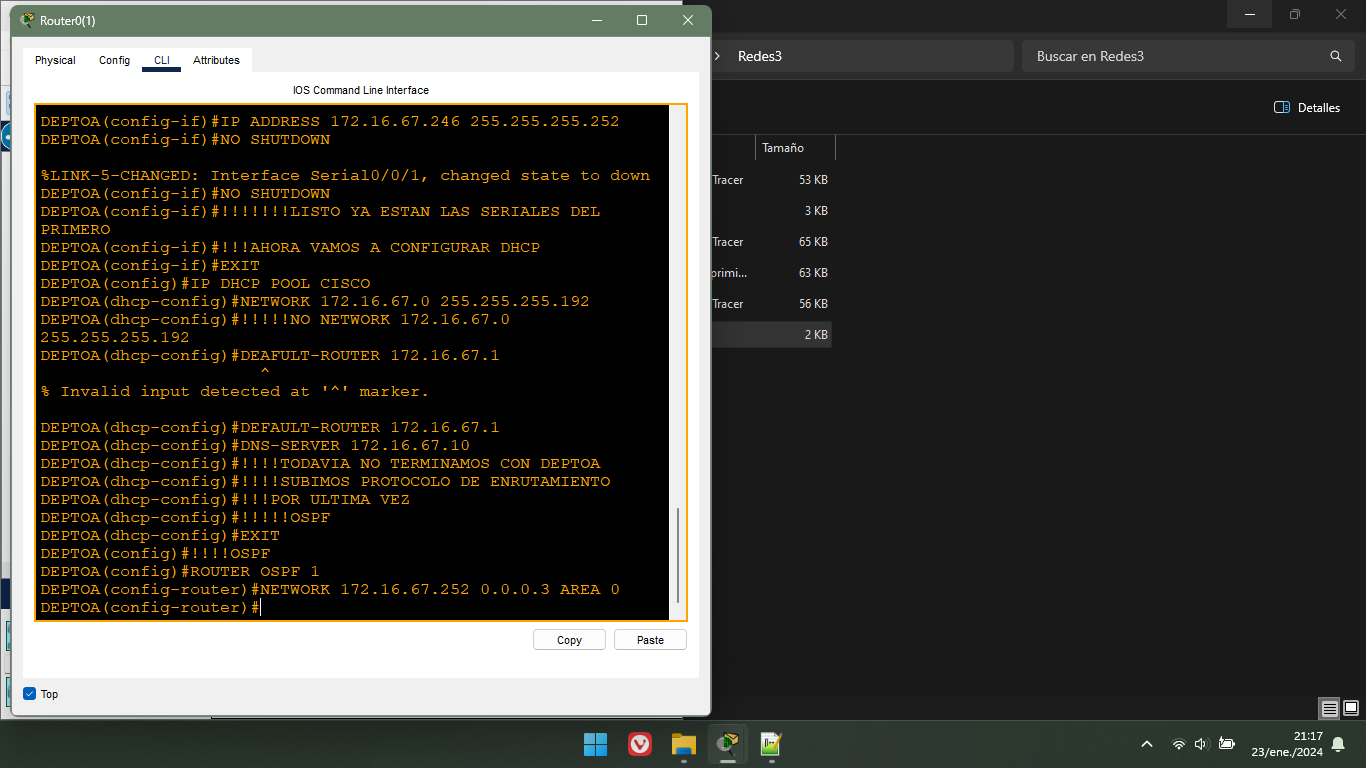 Router0(1)
Physical
Config
CLI
Attributes
IOS Command Line Interface
DEPTOA(config-if)#IP ADDRESS 172.16.67.246 255.255.255.252
DEPTOA(config-if)#NO SHUTDOWN
%LINK-5-CHANGED: Interface Serial0/0/1, changed state to down
DEPTOA(config-if)#NO SHUTDOWN
DEPTOA(config-if)#!!!!!!!LISTO YA ESTAN LAS SERIALES DEL
PRIMERO
DEPTOA(config-if)#!!!AHORA VAMOS A CONFIGURAR DHCP
DEPTOA(config-if)#EXIT
DEPTOA(config)#IP DHCP POOL CISCO
DEPTOA(dhcp-config)#NETWORK 172.16.67.0 255.255.255.192
DEPTOA(dhcp-config)#!!!!!NO NETWORK 172.16.67.0
255.255.255.192
DEPTOA(dhcp-config)#DEAFULT-ROUTER 172.16.67.1
^
% Invalid input detected at '^' marker.
DEPTOA(dhcp-config)#DEFAULT-ROUTER 172.16.67.1
DEPTOA(dhcp-config)#DNS-SERVER 172.16.67.10
DEPTOA(dhcp-config)#!!!!TODAVIA NO TERMINAMOS CON DEPTOA
DEPTOA(dhcp-config)#!!!!SUBIMOS PROTOCOLO DE ENRUTAMIENTO
DEPTOA(dhcp-config)#!!!POR ULTIMA VEZ
DEPTOA(dhcp-config)#!!!!!OSPF
DEPTOA(dhcp-config)#EXIT
DEPTOA(config)#!!!!OSPF
DEPTOA(config)#ROUTER OSPF 1
DEPTOA(config-router)#NETWORK 172.16.67.252 0.0.0.3 AREA 0
DEPTOA(config-router)#
Copy
Paste
Top
Redes3
Buscar en Redes3
Detalles
Tamaño
Tracer 53 KB
3 KB
Tracer 65 KB
primi... 63 KB
Tracer 56 KB
2 KB
21:17
23/ene./2024